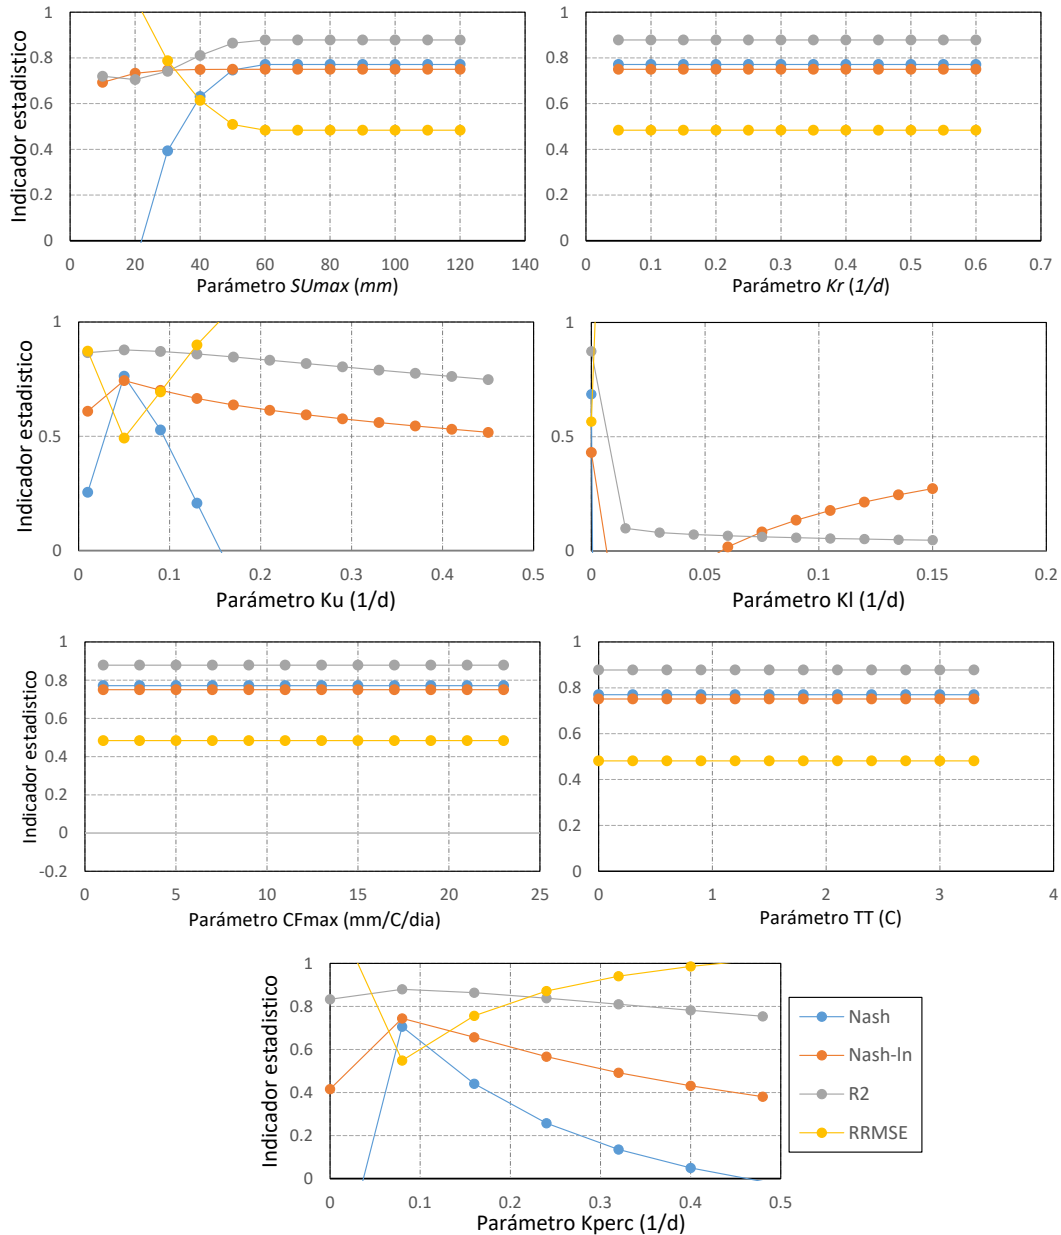 Indicador estadistico
1
0.8
0.6
0.4
0.2
0
0 20 40 60 80 100 120 140
Parámetro SUmax (mm)
1
0.8
0.6
0.4
0.2
0
0 0.1 0.2 0.3 0.4 0.5 0.6 0.7
Parámetro Kr (1/d)
Indicador estadistico
1
0.5
0
0 0.1 0.2 0.3 0.4 0.5
Parámetro Ku (1/d)
1
0.5
0
0 0.05 0.1 0.15 0.2
Parámetro Kl (1/d)
Indicador estadistico
1
0.8
0.6
0.4
0.2
0
-0.2
0 5 10 15 20 25
Parámetro CFmax (mm/C/dia)
1
0.8
0.6
0.4
0.2
0
0 1 2 3 4
Parámetro TT (C)
Indicador estadistico
1
0.8
0.6
0.4
0.2
0
0 0.1 0.2 0.3 0.4 0.5
Parámetro Kperc (1/d)
Nash
Nash-ln
R2
RRMSE